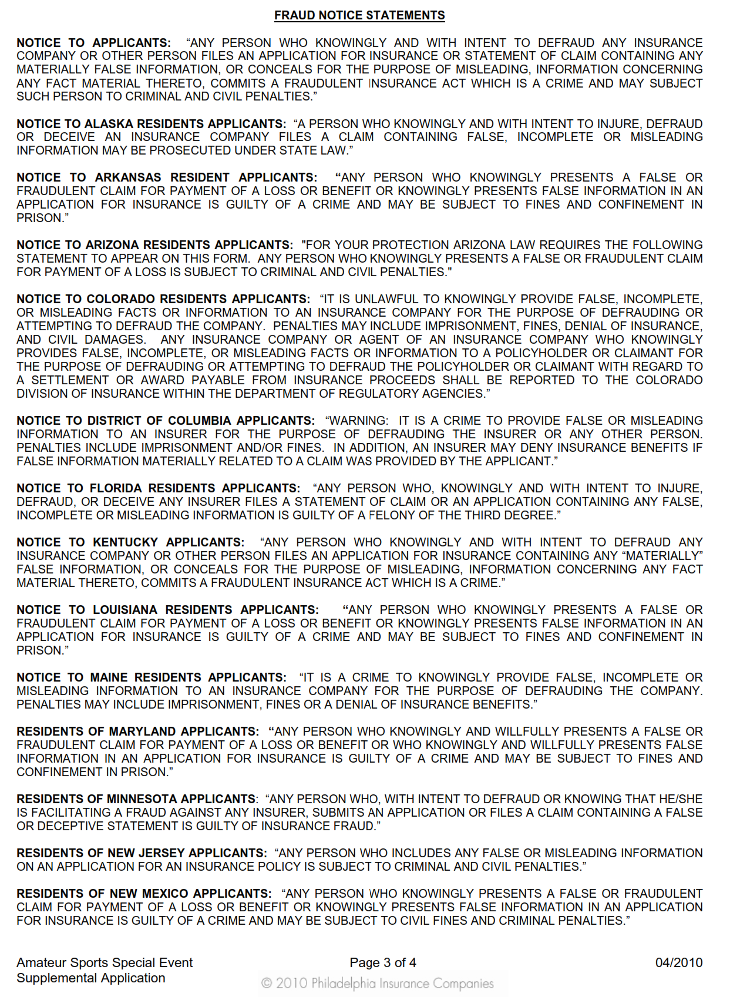 FRAUD NOTICE STATEMENTS
NOTICE TO APPLICANTS: “ANY PERSON WHO KNOWINGLY AND WITH INTENT TO DEFRAUD ANY INSURANCE
COMPANY OR OTHER PERSON FILES AN APPLICATION FOR INSURANCE OR STATEMENT OF CLAIM CONTAINING ANY
MATERIALLY FALSE INFORMATION, OR CONCEALS FOR THE PURPOSE OF MISLEADING, INFORMATION CONCERNING
ANY FACT MATERIAL THERETO, COMMITS A FRAUDULENT INSURANCE ACT WHICH IS A CRIME AND MAY SUBJECT
SUCH PERSON TO CRIMINAL AND CIVIL PENALTIES.”
NOTICE TO ALASKA RESIDENTS APPLICANTS: “A PERSON WHO KNOWINGLY AND WITH INTENT TO INJURE, DEFRAUD
OR DECEIVE AN INSURANCE COMPANY FILES A CLAIM CONTAINING FALSE, INCOMPLETE OR MISLEADING
INFORMATION MAY BE PROSECUTED UNDER STATE LAW.”
NOTICE TO ARKANSAS RESIDENT APPLICANTS: “ANY PERSON WHO KNOWINGLY PRESENTS A FALSE OR
FRAUDULENT CLAIM FOR PAYMENT OF A LOSS OR BENEFIT OR KNOWINGLY PRESENTS FALSE INFORMATION IN AN
APPLICATION FOR INSURANCE IS GUILTY OF A CRIME AND MAY BE SUBJECT TO FINES AND CONFINEMENT IN
PRISON.”
NOTICE TO ARIZONA RESIDENTS APPLICANTS: "FOR YOUR PROTECTION ARIZONA LAW REQUIRES THE FOLLOWING
STATEMENT TO APPEAR ON THIS FORM. ANY PERSON WHO KNOWINGLY PRESENTS A FALSE OR FRAUDULENT CLAIM
FOR PAYMENT OF A LOSS IS SUBJECT TO CRIMINAL AND CIVIL PENALTIES."
NOTICE TO COLORADO RESIDENTS APPLICANTS: “IT IS UNLAWFUL TO KNOWINGLY PROVIDE FALSE, INCOMPLETE,
OR MISLEADING FACTS OR INFORMATION TO AN INSURANCE COMPANY FOR THE PURPOSE OF DEFRAUDING OR
ATTEMPTING TO DEFRAUD THE COMPANY. PENALTIES MAY INCLUDE IMPRISONMENT, FINES, DENIAL OF INSURANCE,
AND CIVIL DAMAGES. ANY INSURANCE COMPANY OR AGENT OF AN INSURANCE COMPANY WHO KNOWINGLY
PROVIDES FALSE, INCOMPLETE, OR MISLEADING FACTS OR INFORMATION TO A POLICYHOLDER OR CLAIMANT FOR
THE PURPOSE OF DEFRAUDING OR ATTEMPTING TO DEFRAUD THE POLICYHOLDER OR CLAIMANT WITH REGARD TO
A SETTLEMENT OR AWARD PAYABLE FROM INSURANCE PROCEEDS SHALL BE REPORTED TO THE COLORADO
DIVISION OF INSURANCE WITHIN THE DEPARTMENT OF REGULATORY AGENCIES.”
NOTICE TO DISTRICT OF COLUMBIA APPLICANTS: “WARNING: IT IS A CRIME TO PROVIDE FALSE OR MISLEADING
INFORMATION TO AN INSURER FOR THE PURPOSE OF DEFRAUDING THE INSURER OR ANY OTHER PERSON.
PENALTIES INCLUDE IMPRISONMENT AND/OR FINES. IN ADDITION, AN INSURER MAY DENY INSURANCE BENEFITS IF
FALSE INFORMATION MATERIALLY RELATED TO A CLAIM WAS PROVIDED BY THE APPLICANT.”
NOTICE TO FLORIDA RESIDENTS APPLICANTS: “ANY PERSON WHO, KNOWINGLY AND WITH INTENT TO INJURE,
DEFRAUD, OR DECEIVE ANY INSURER FILES A STATEMENT OF CLAIM OR AN APPLICATION CONTAINING ANY FALSE,
INCOMPLETE OR MISLEADING INFORMATION IS GUILTY OF A FELONY OF THE THIRD DEGREE.”
NOTICE TO KENTUCKY APPLICANTS: “ANY PERSON WHO KNOWINGLY AND WITH INTENT TO DEFRAUD ANY
INSURANCE COMPANY OR OTHER PERSON FILES AN APPLICATION FOR INSURANCE CONTAINING ANY “MATERIALLY”
FALSE INFORMATION, OR CONCEALS FOR THE PURPOSE OF MISLEADING, INFORMATION CONCERNING ANY FACT
MATERIAL THERETO, COMMITS A FRAUDULENT INSURANCE ACT WHICH IS A CRIME.”
NOTICE TO LOUISIANA RESIDENTS APPLICANTS: “ANY PERSON WHO KNOWINGLY PRESENTS A FALSE OR
FRAUDULENT CLAIM FOR PAYMENT OF A LOSS OR BENEFIT OR KNOWINGLY PRESENTS FALSE INFORMATION IN AN
APPLICATION FOR INSURANCE IS GUILTY OF A CRIME AND MAY BE SUBJECT TO FINES AND CONFINEMENT IN
PRISON.”
NOTICE TO MAINE RESIDENTS APPLICANTS: “IT IS A CRIME TO KNOWINGLY PROVIDE FALSE, INCOMPLETE OR
MISLEADING INFORMATION TO AN INSURANCE COMPANY FOR THE PURPOSE OF DEFRAUDING THE COMPANY.
PENALTIES MAY INCLUDE IMPRISONMENT, FINES OR A DENIAL OF INSURANCE BENEFITS.”
RESIDENTS OF MARYLAND APPLICANTS: “ANY PERSON WHO KNOWINGLY AND WILLFULLY PRESENTS A FALSE OR
FRAUDULENT CLAIM FOR PAYMENT OF A LOSS OR BENEFIT OR WHO KNOWINGLY AND WILLFULLY PRESENTS FALSE
INFORMATION IN AN APPLICATION FOR INSURANCE IS GUILTY OF A CRIME AND MAY BE SUBJECT TO FINES AND
CONFINEMENT IN PRISON.”
RESIDENTS OF MINNESOTA APPLICANTS: “ANY PERSON WHO, WITH INTENT TO DEFRAUD OR KNOWING THAT HE/SHE
IS FACILITATING A FRAUD AGAINST ANY INSURER, SUBMITS AN APPLICATION OR FILES A CLAIM CONTAINING A FALSE
OR DECEPTIVE STATEMENT IS GUILTY OF INSURANCE FRAUD.”
RESIDENTS OF NEW JERSEY APPLICANTS: “ANY PERSON WHO INCLUDES ANY FALSE OR MISLEADING INFORMATION
ON AN APPLICATION FOR AN INSURANCE POLICY IS SUBJECT TO CRIMINAL AND CIVIL PENALTIES.”
RESIDENTS OF NEW MEXICO APPLICANTS: “ANY PERSON WHO KNOWINGLY PRESENTS A FALSE OR FRAUDULENT
CLAIM FOR PAYMENT OF A LOSS OR BENEFIT OR KNOWINGLY PRESENTS FALSE INFORMATION IN AN APPLICATION
FOR INSURANCE IS GUILTY OF A CRIME AND MAY BE SUBJECT TO CIVIL FINES AND CRIMINAL PENALTIES.”
Amateur Sports Special Event Page 3 of 4 04/2010
Supplemental Application
© 2010 Philadelphia Insurance Companies